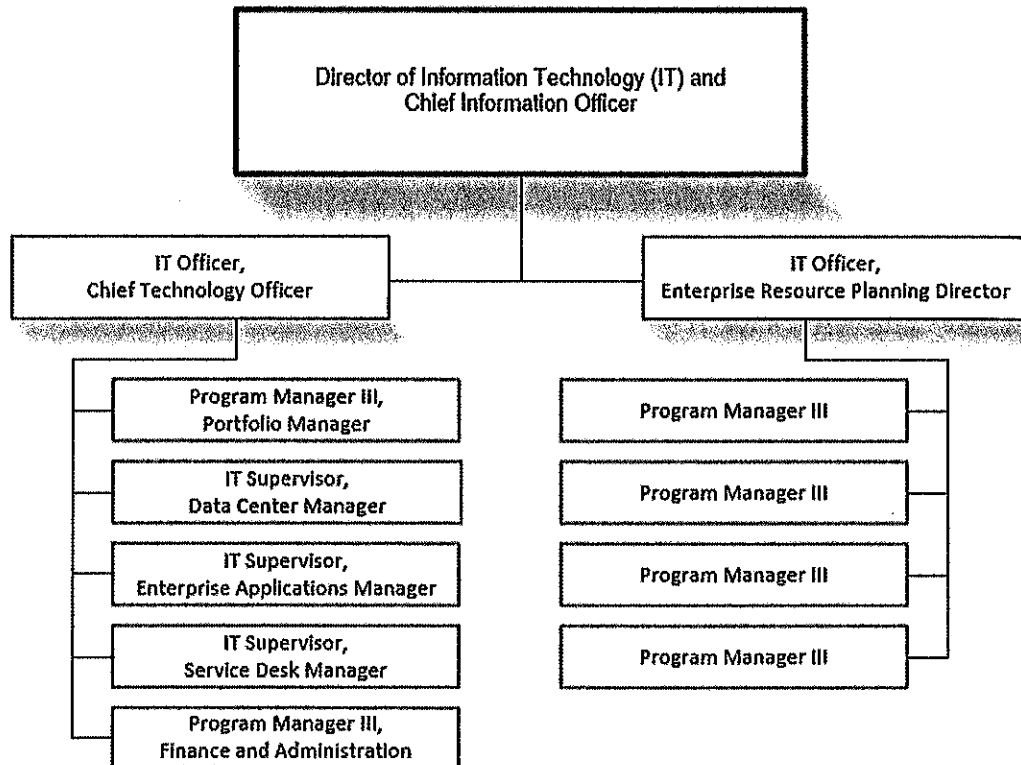 Director of Information Technology (IT) and
Chief Information Officer
IT Officer,
Chief Technology Officer
IT Officer,
Enterprise Resource Planning Director
Program Manager III,
Portfolio Manager
IT Supervisor,
Data Center Manager
IT Supervisor,
Enterprise Applications Manager
IT Supervisor,
Service Desk Manager
Program Manager III,
Finance and Administration
Program Manager III
Program Manager III
Program Manager III
Program Manager III